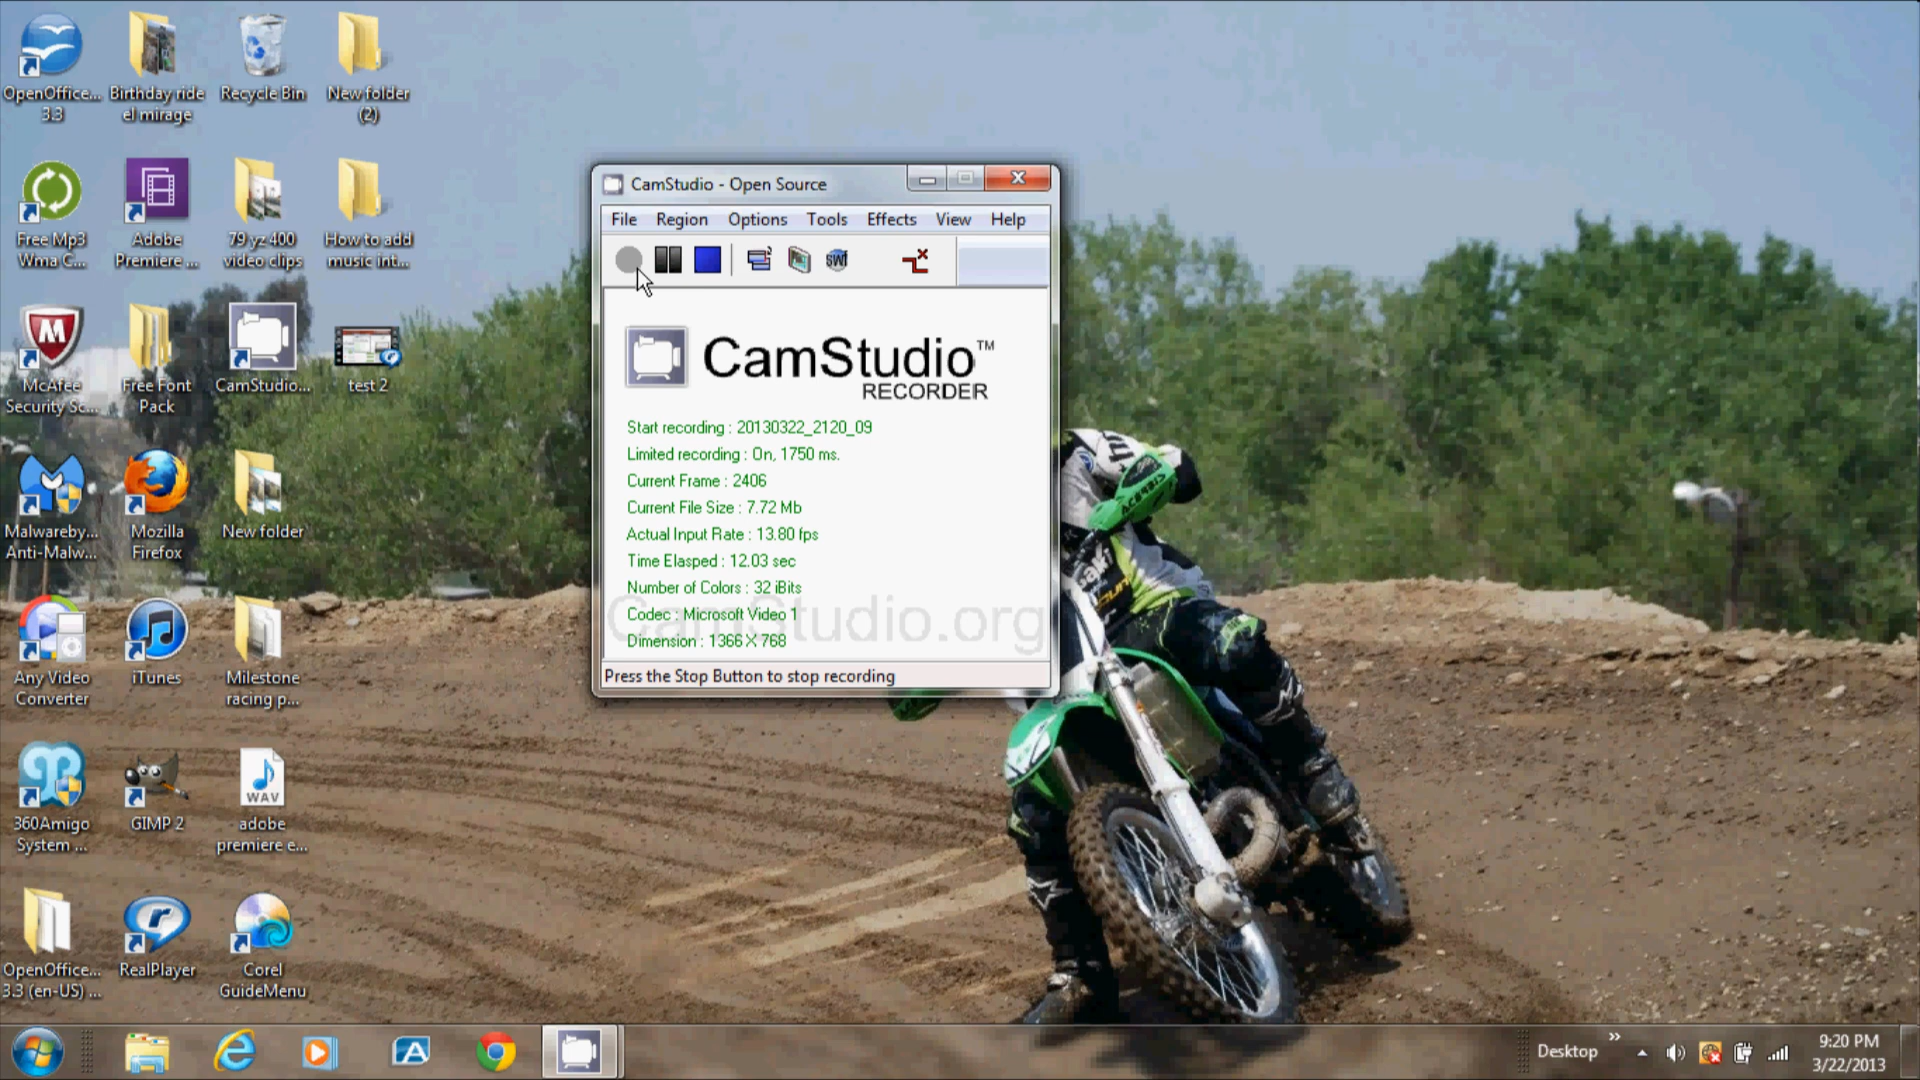 OpenOffice...
3.3
Birthday ride
el mirage
Recycle Bin
New folder
(2)
Free Mp3
Wma C...
Adobe
Premiere ...
79 yz 400
video clips
How to add
music int...
McAfee
Security Sc...
Free Font
Pack
CamStudio...
test 2
Malwareby...
Anti-Malw...
Mozilla
Firefox
New folder
Any Video
Converter
iTunes
Milestone
racing p...
360Amigo
System ...
GIMP 2
WAV
adobe
premiere e...
OpenOffice...
3.3 (en-US) ...
RealPlayer
Corel
GuideMenu
CamStudio - Open Source
File Region Options Tools Effects View Help
SWF
CamStudio™
RECORDER
Start recording : 20130322_2120_09
Limited recording : On, 1750 ms.
Current Frame : 2406
Current File Size : 7.72 Mb
Actual Input Rate : 13.80 fps
Time Elasped : 12.03 sec
Number of Colors : 32 iBits
Codec : Microsoft Video 1
Dimension : 1366 X 768
CamStudio.org
Press the Stop Button to stop recording
ACERBIS
Desktop
9:20 PM
3/22/2013